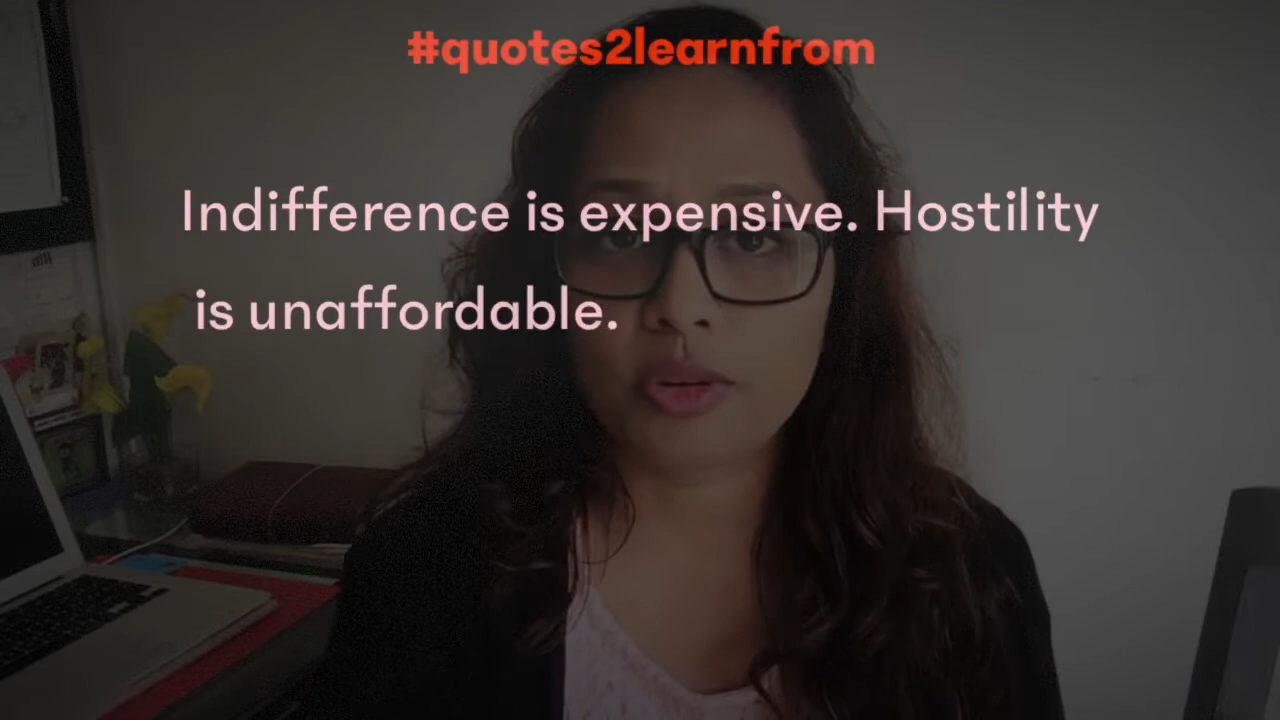 #quotes2learnfrom
Indifference is expensive. Hostility
is unaffordable.